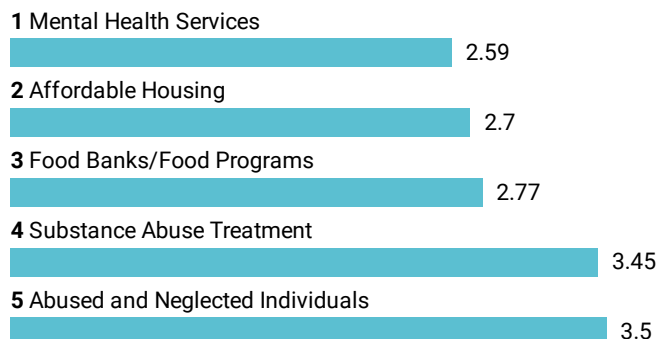 1 Mental Health Services
2.59
2 Affordable Housing
2.7
3 Food Banks/Food Programs
2.77
4 Substance Abuse Treatment
3.45
5 Abused and Neglected Individuals
3.5